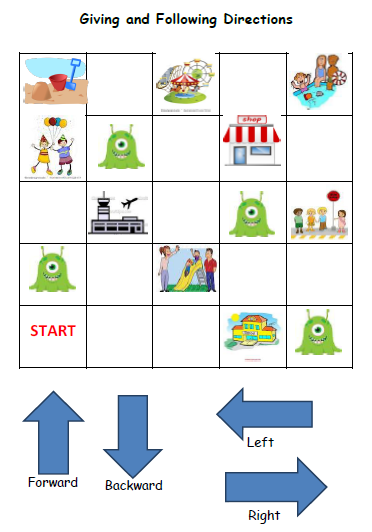 Giving and Following Directions
shop
START
Forward
Backward
Left
Right